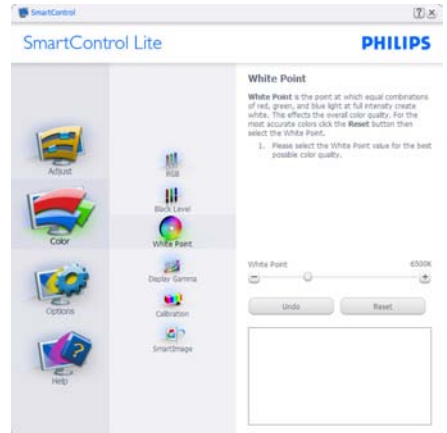 SmartControl
SmartControl Lite
PHILIPS
Adjust
Color
Options
Help
RGB
Black Level
White Point
Display Gamma
Calibration
SmartImage
White Point
White Point is the point at which equal combinations
of red, green, and blue light at full intensity create
white. This effects the overall color quality. For the
most accurate colors click the Reset button then
select the White Point.
1. Please select the White Point value for the best
possible color quality.
White Point 6500K
Undo Reset